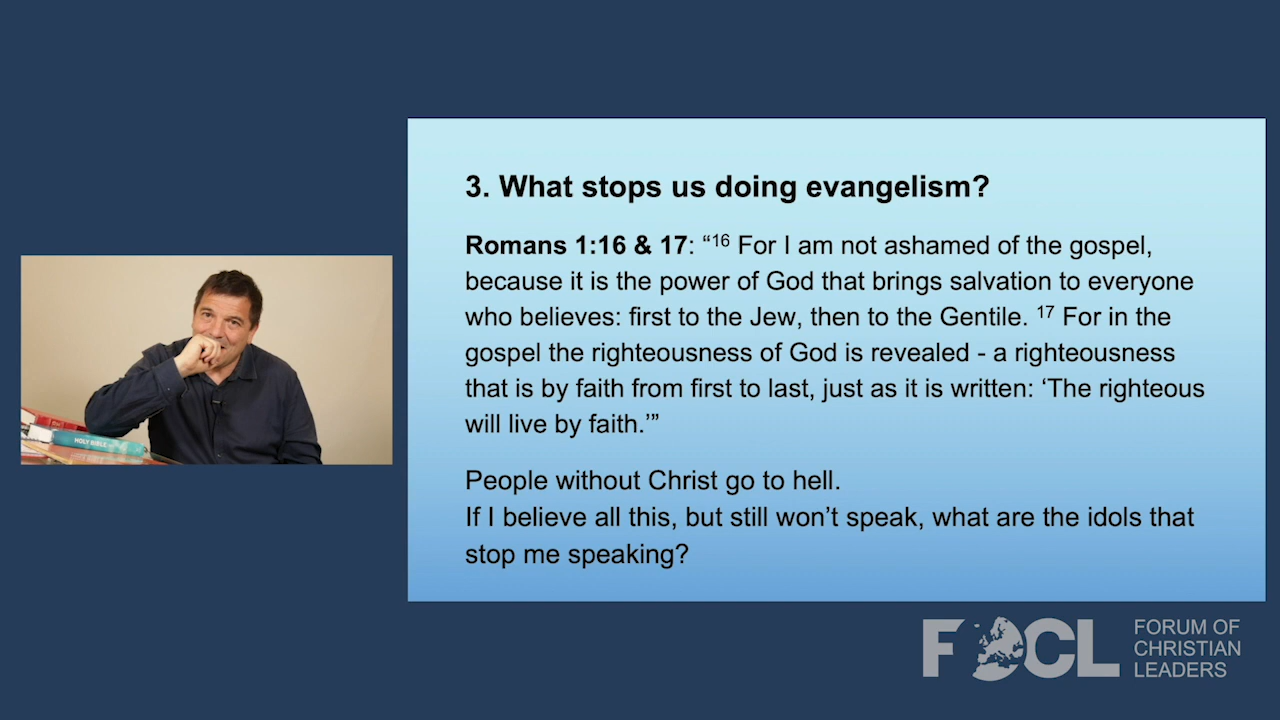 3. What stops us doing evangelism?
Romans 1:16 & 17: “16 For I am not ashamed of the gospel,
because it is the power of God that brings salvation to everyone
who believes: first to the Jew, then to the Gentile. 17 For in the
gospel the righteousness of God is revealed - a righteousness
that is by faith from first to last, just as it is written: ‘The righteous
will live by faith.’”
People without Christ go to hell.
If I believe all this, but still won’t speak, what are the idols that
stop me speaking?
HOLY BIBLE
FOCL
FORUM OF
CHRISTIAN
LEADERS